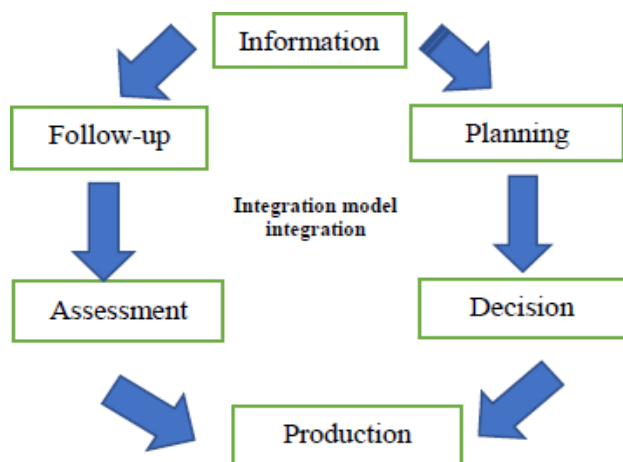 Information
Follow-up
Planning
Integration model
integration
Assessment
Decision
Production